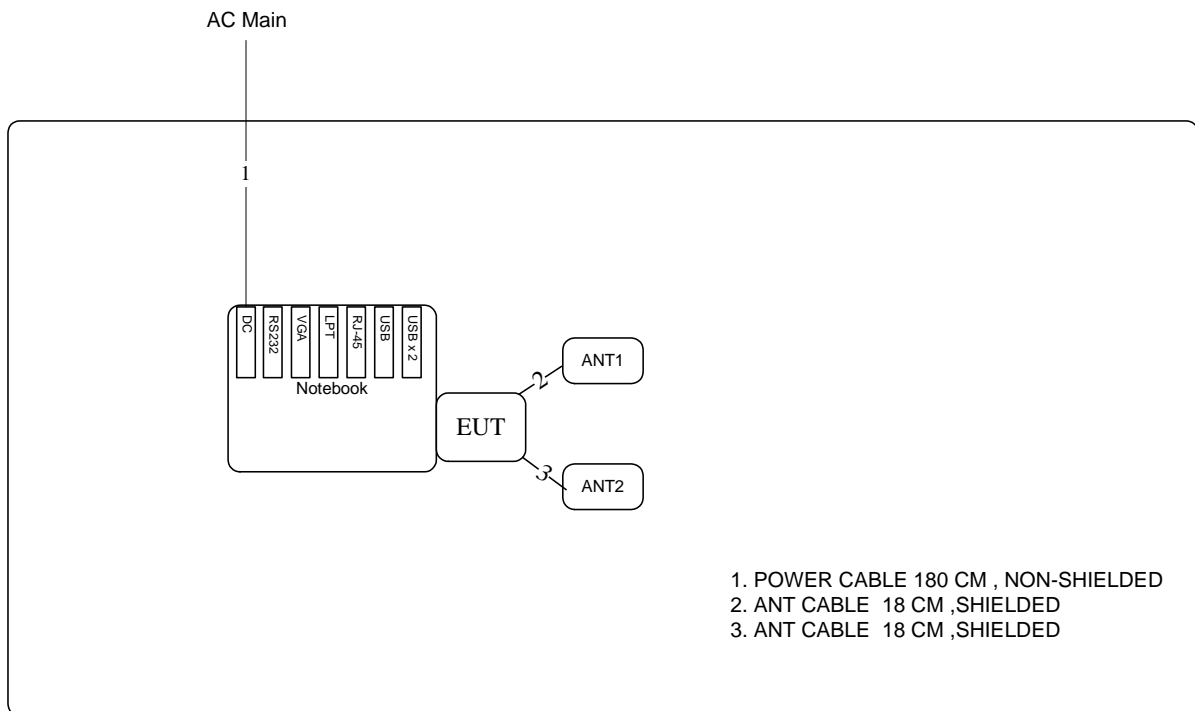 AC Main
1
DC
RS232
VGA
LPT
RJ-45
USB
USB x 2
Notebook
2
ANT1
EUT
3
ANT2
1. POWER CABLE 180 CM , NON-SHIELDED
2. ANT CABLE  18 CM ,SHIELDED
3. ANT CABLE  18 CM ,SHIELDED